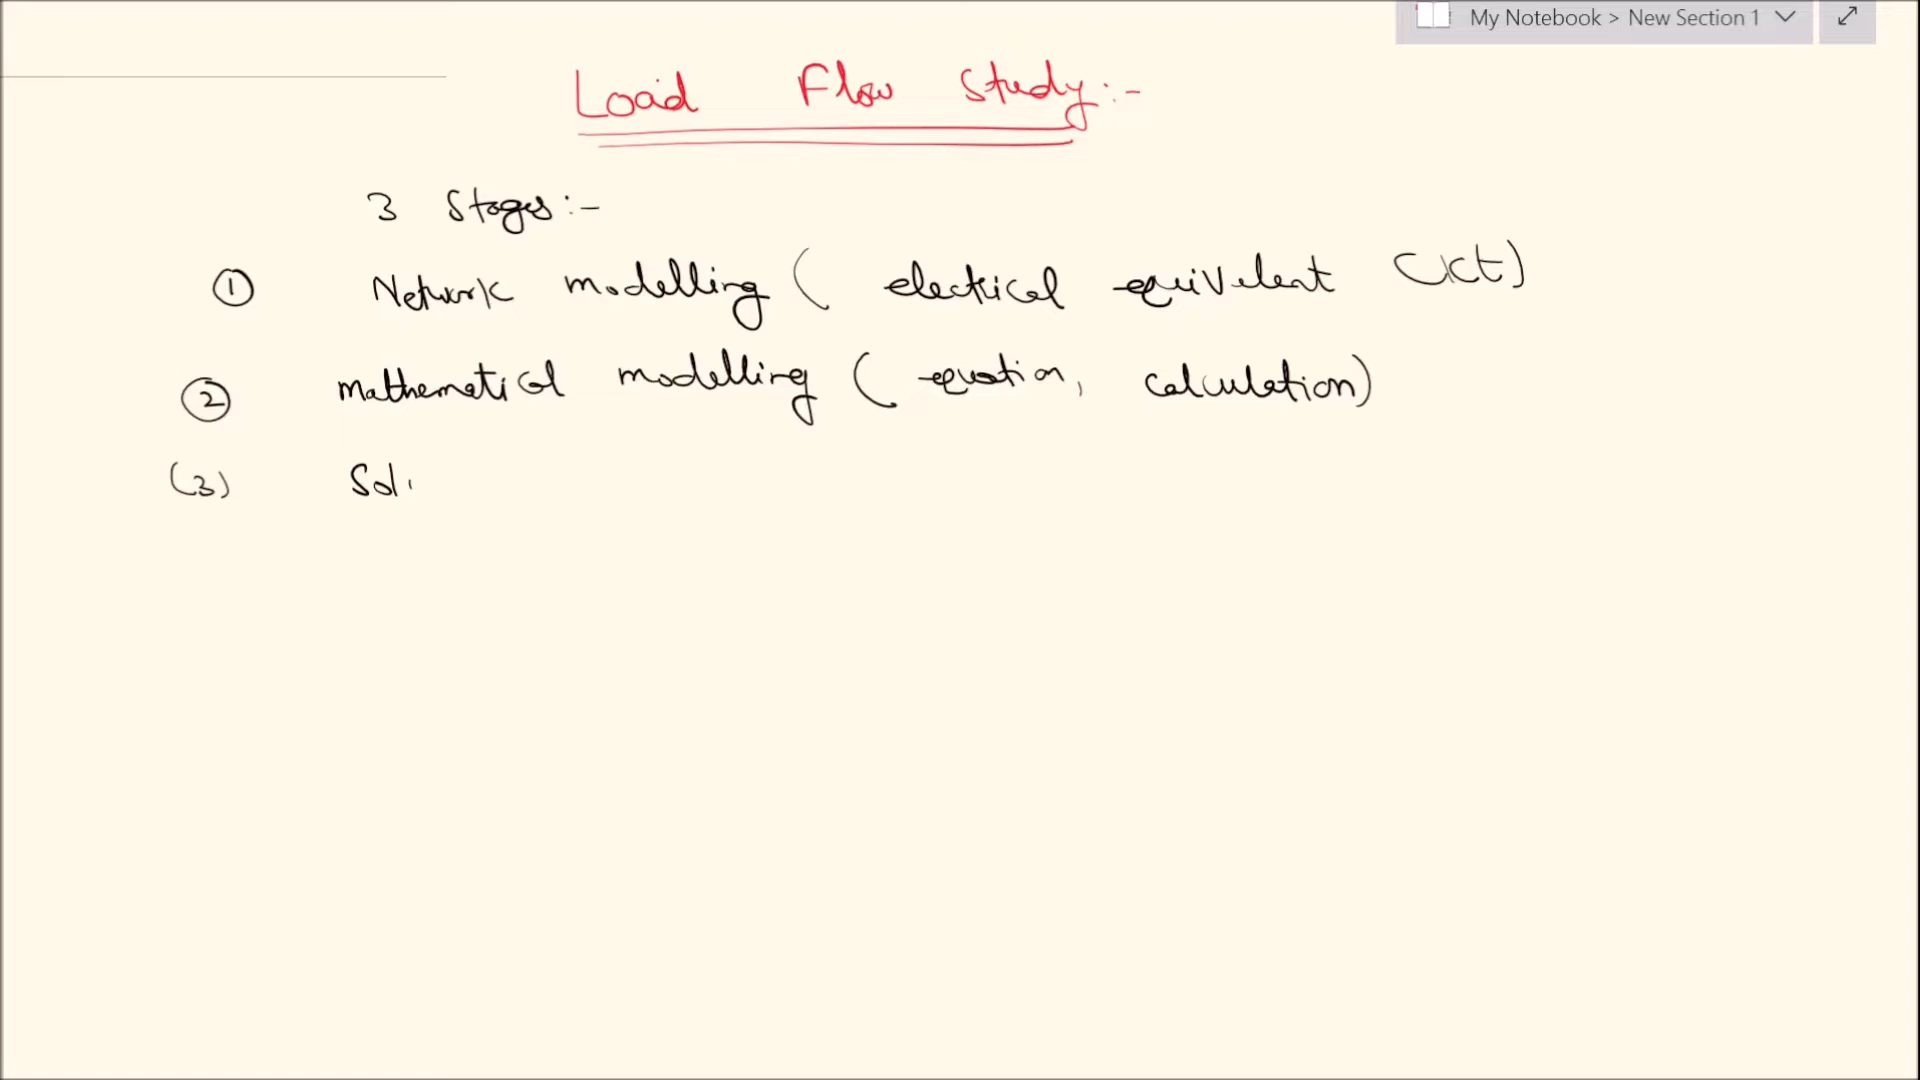 My Notebook > New Section 1
Load Flow Study:-
3 Stages:-
① Network modelling ( electrical equivalent Ckt)
② mathematical modelling ( equation, calculation)
(3) Sol